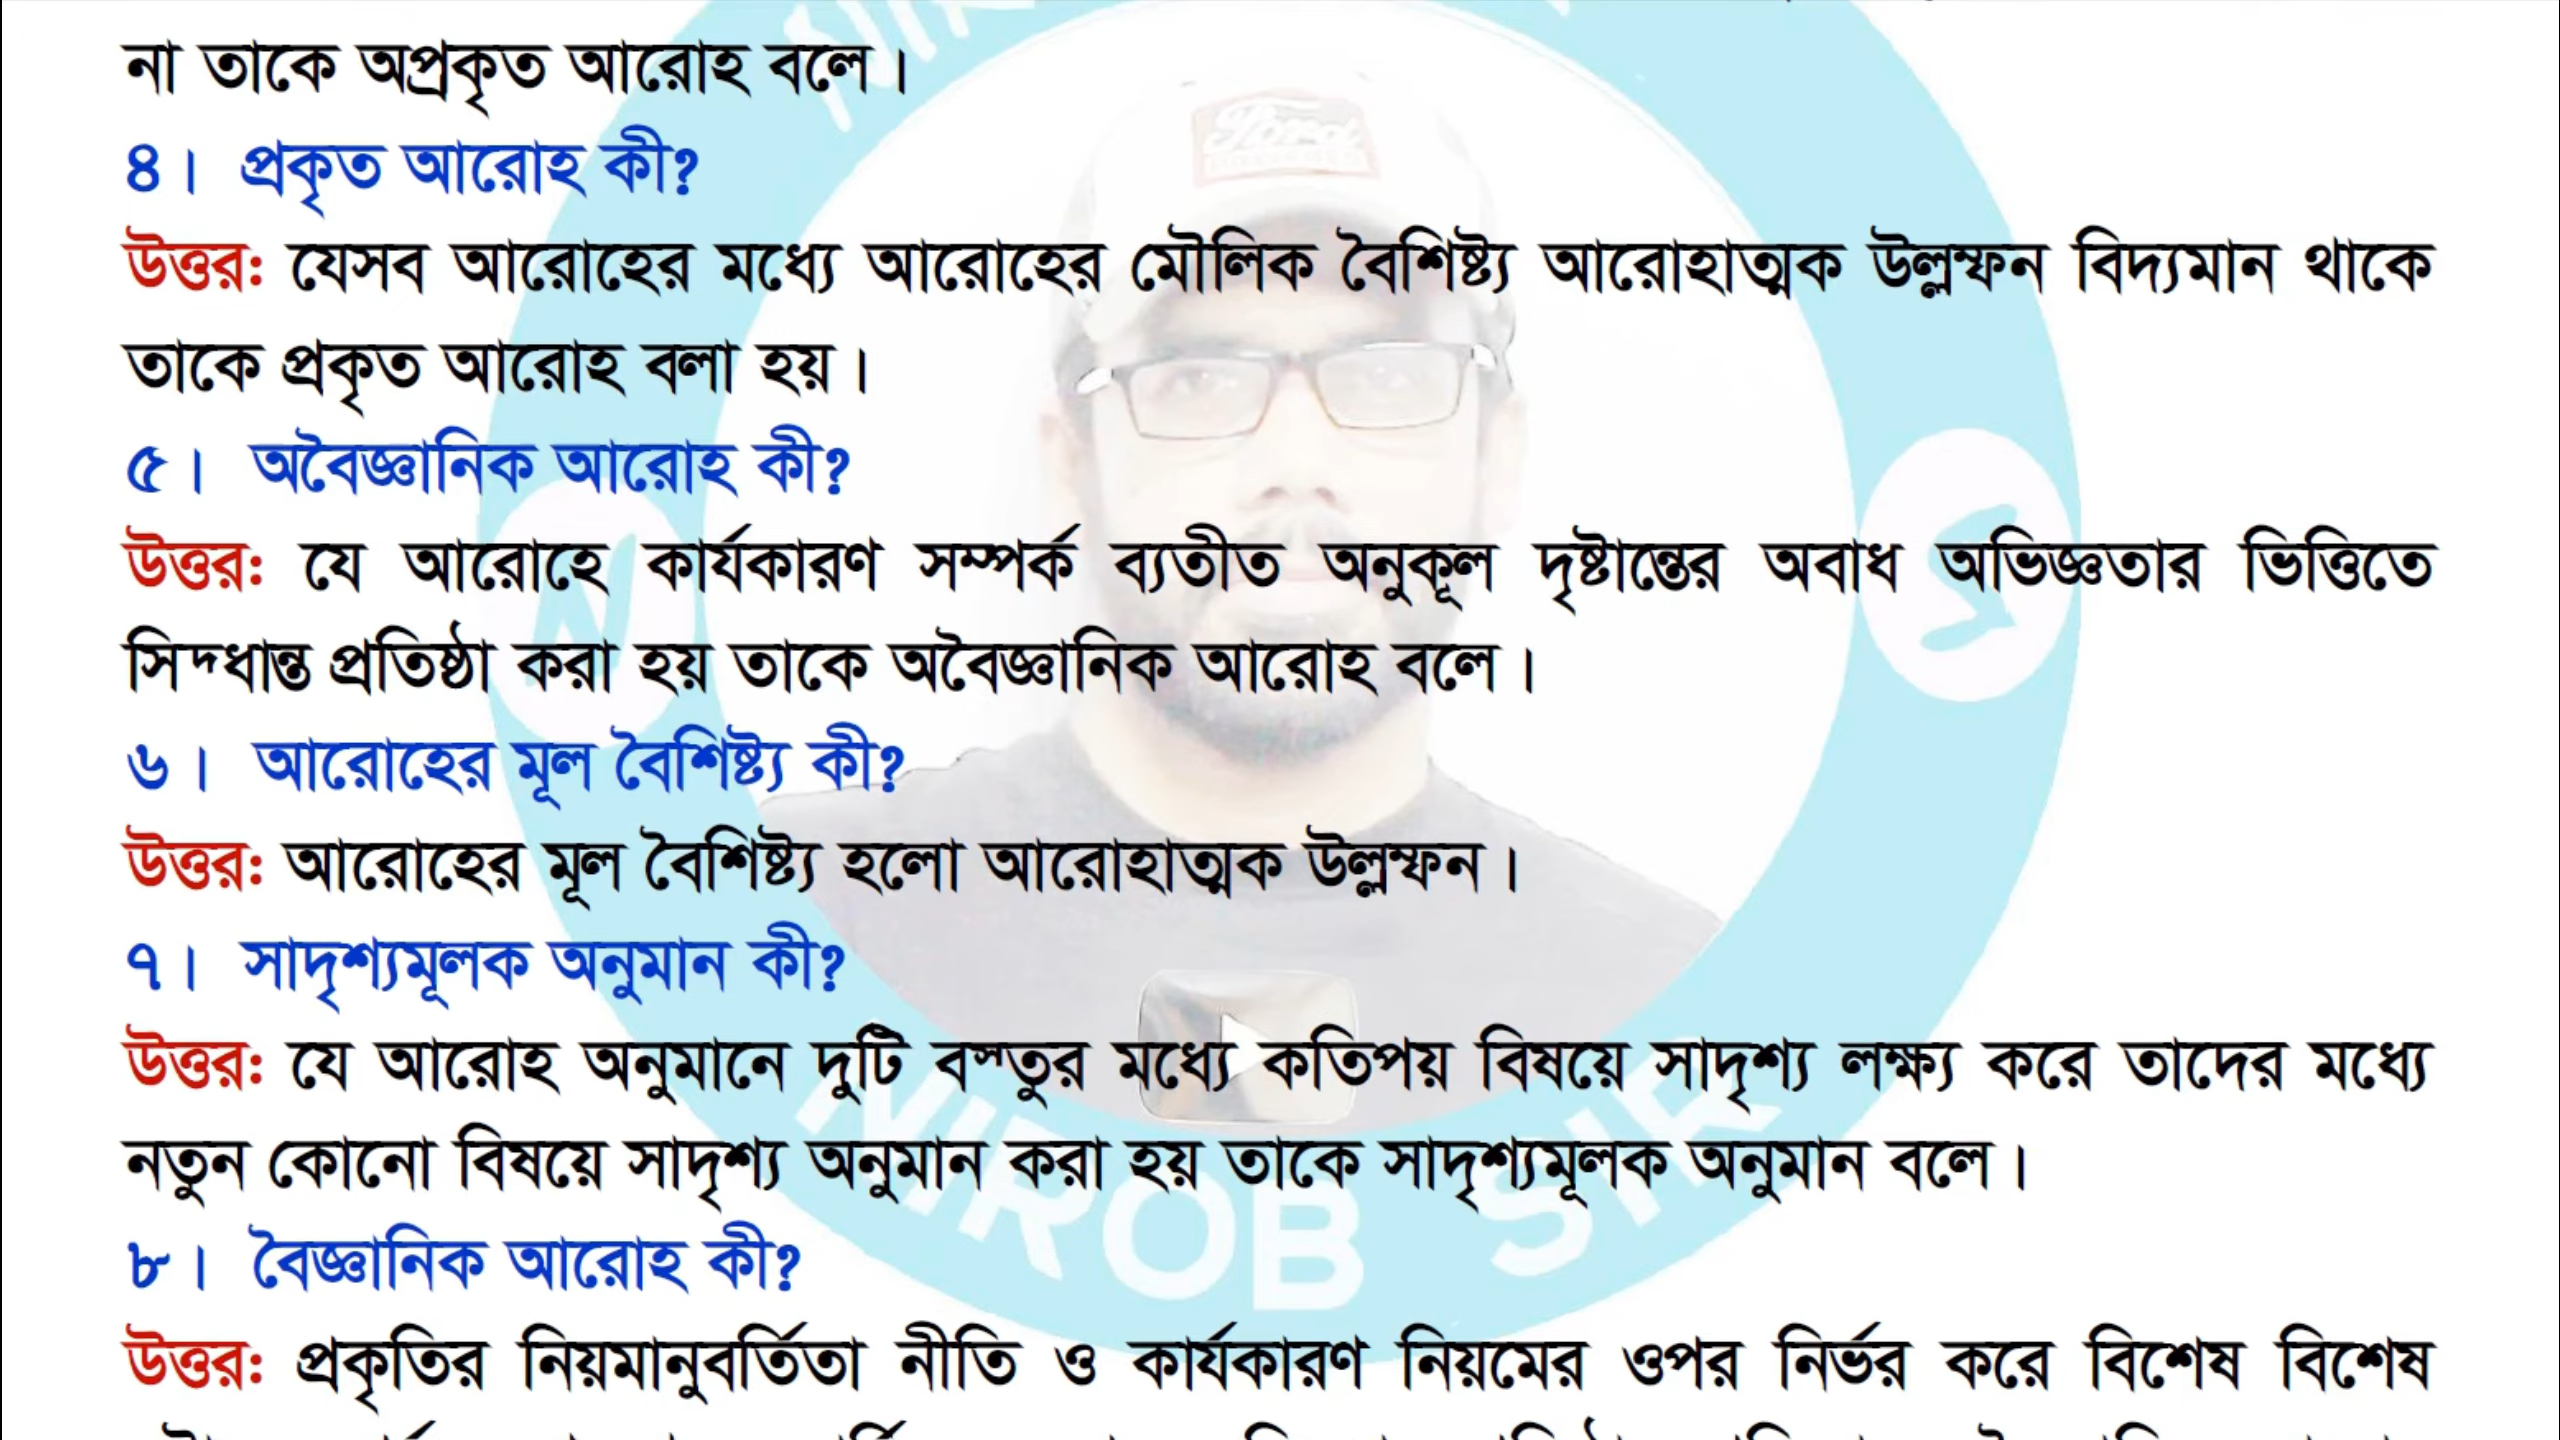 না তাকে অপ্রকৃত আরোহ বলে।
৪। প্রকৃত আরোহ কী?
উত্তর: যেসব আরোহের মধ্যে আরোহের মৌলিক বৈশিষ্ট্য আরোহাত্মক উল্লম্ফন বিদ্যমান থাকে
তাকে প্রকৃত আরোহ বলা হয়।
৫। অবৈজ্ঞানিক আরোহ কী?
উত্তর: যে আরোহে কার্যকারণ সম্পর্ক ব্যতীত অনুকূল দৃষ্টান্তের অবাধ অভিজ্ঞতার ভিত্তিতে
সিদ্ধান্ত প্রতিষ্ঠা করা হয় তাকে অবৈজ্ঞানিক আরোহ বলে।
৬। আরোহের মূল বৈশিষ্ট্য কী?
উত্তর: আরোহের মূল বৈশিষ্ট্য হলো আরোহাত্মক উল্লম্ফন।
৭। সাদৃশ্যমূলক অনুমান কী?
উত্তর: যে আরোহ অনুমানে দুটি বস্তুর মধ্যে কতিপয় বিষয়ে সাদৃশ্য লক্ষ্য করে তাদের মধ্যে
নতুন কোনো বিষয়ে সাদৃশ্য অনুমান করা হয় তাকে সাদৃশ্যমূলক অনুমান বলে।
NIROB SIR
৮। বৈজ্ঞানিক আরোহ কী?
উত্তর: প্রকৃতির নিয়মানুবর্তিতা নীতি ও কার্যকারণ নিয়মের ওপর নির্ভর করে বিশেষ বিশেষ
Ford